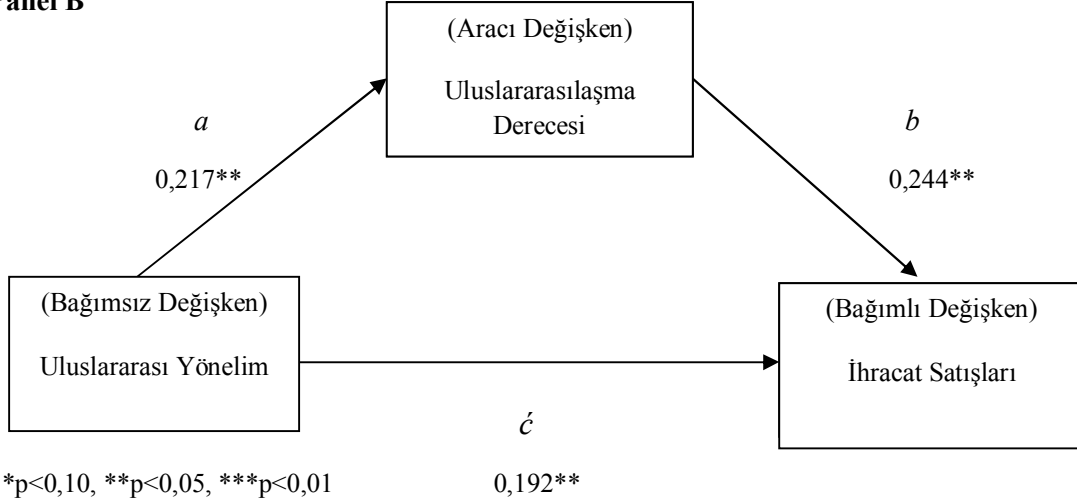 Panel B
(Aracı Değişken)
Uluslararasılaşma
Derecesi
a
0,217**
b
0,244**
(Bağımsız Değişken)
Uluslararası Yönelim
(Bağımlı Değişken)
İhracat Satışları
ć
*p<0,10, **p<0,05, ***p<0,01
0,192**